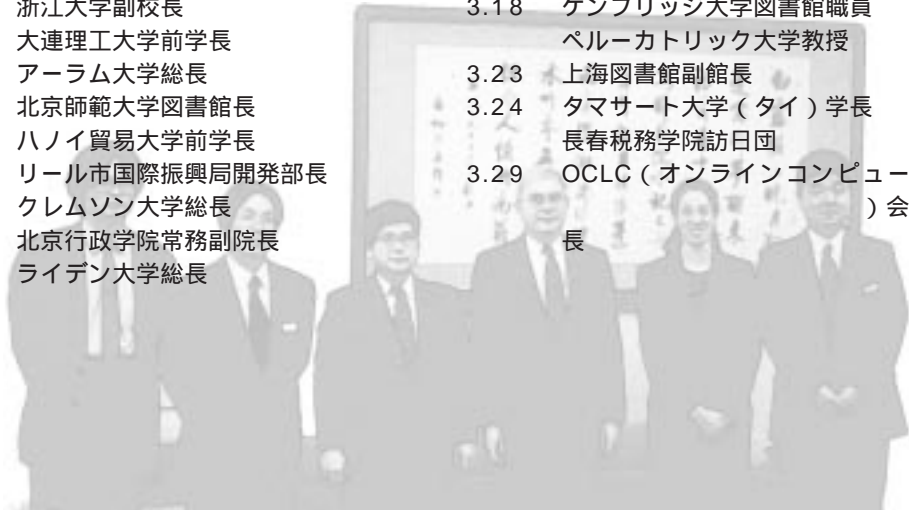 浙江大学副校長
大連理工大学前学長
アーラム大学総長
北京師範大学図書館長
ハノイ貿易大学前学長
リール市国際振興局開発部長
クレムソン大学総長
北京行政学院常務副院長
ライデン大学総長
3.18 ケンブリッジ大学図書館職員
ペルーカトリック大学教授
3.23 上海図書館副館長
3.24 タマサート大学(タイ)学長
長春税務学院訪日団
3.29 OCLC(オンラインコンピュー
)会
長